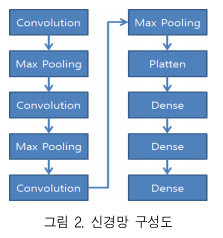 Convolution
Max Pooling
Convolution
Max Pooling
Convolution
Max Pooling
Platten
Dense
Dense
Dense
그림 2. 신경망 구성도